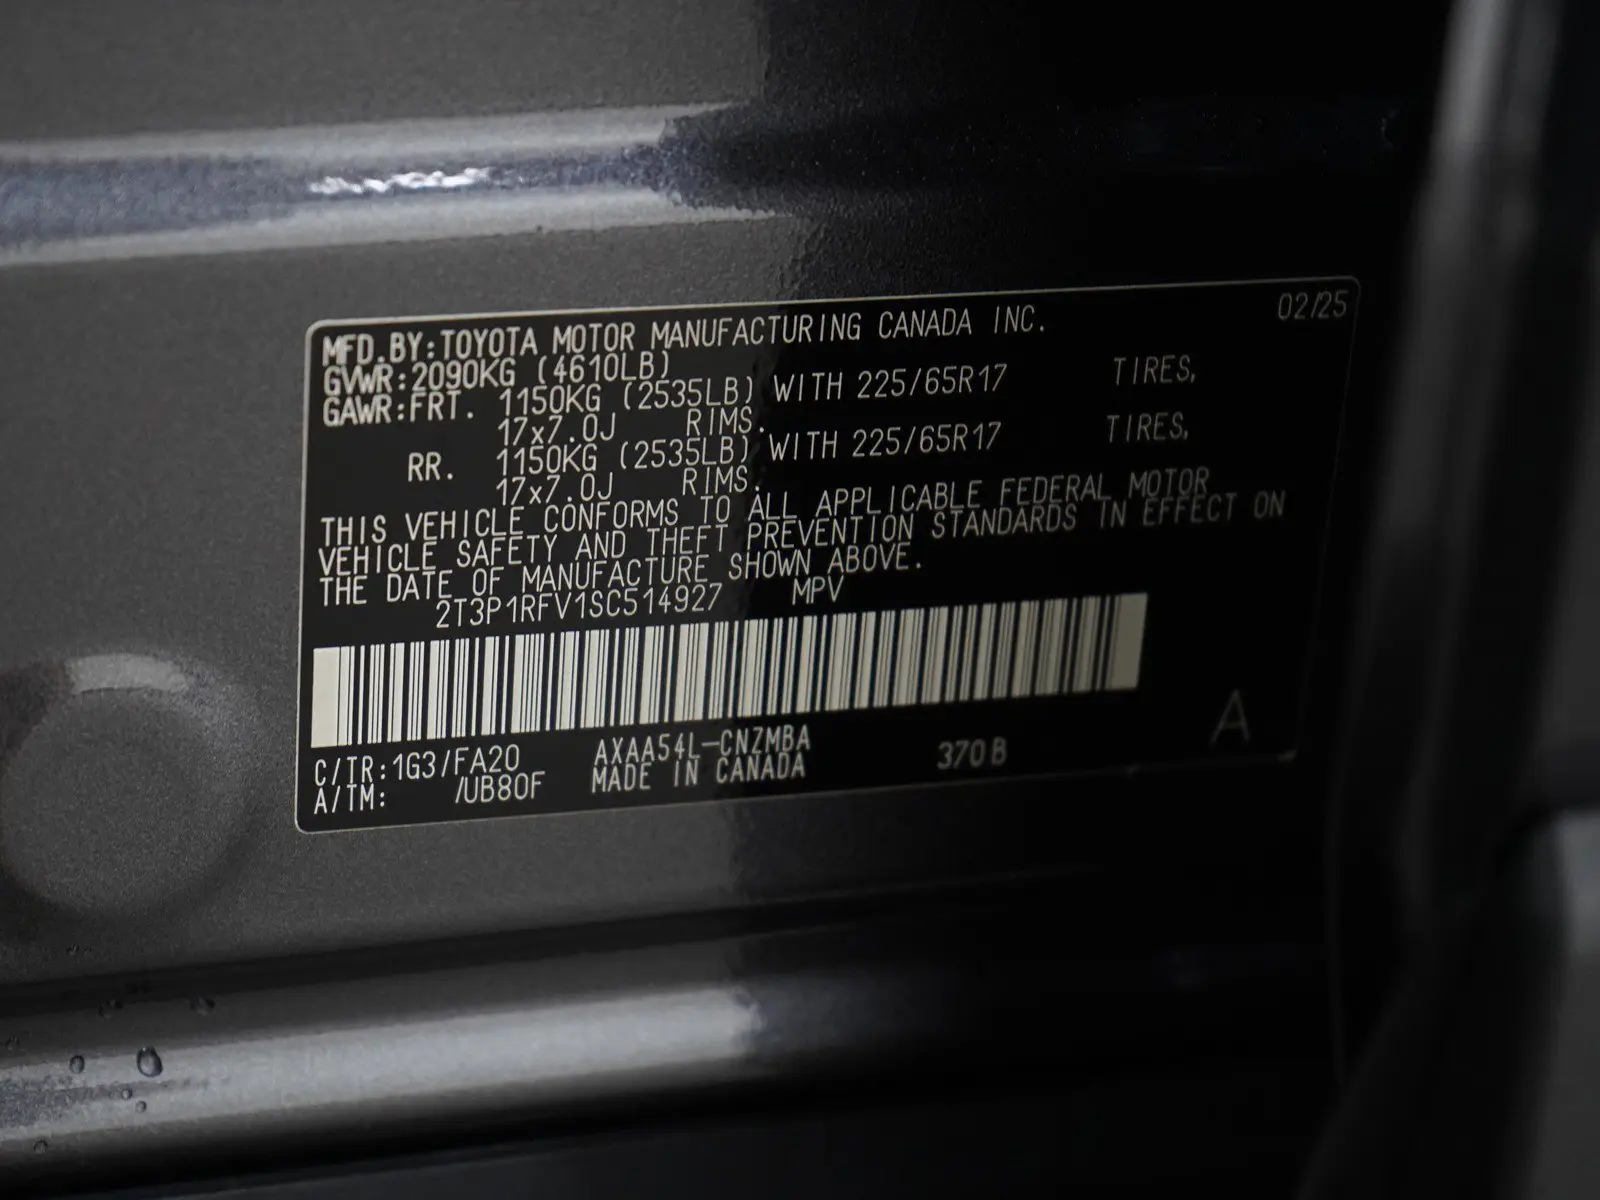 MFD.BY:TOYOTA MOTOR MANUFACTURING CANADA INC. 02/25
GVWR:2090KG (4610LB)
GAWR:FRT. 1150KG (2535LB) WITH 225/65R17 TIRES,
17x7.0J RIMS.
RR. 1150KG (2535LB) WITH 225/65R17 TIRES,
17x7.0J RIMS.
THIS VEHICLE CONFORMS TO ALL APPLICABLE FEDERAL MOTOR
VEHICLE SAFETY AND THEFT PREVENTION STANDARDS IN EFFECT ON
THE DATE OF MANUFACTURE SHOWN ABOVE.
2T3P1RFV1SC514927 MPV
C/TR:1G3/FA20 AXAA54L-CNZMBA 370B A
A/TM: /UB80F MADE IN CANADA